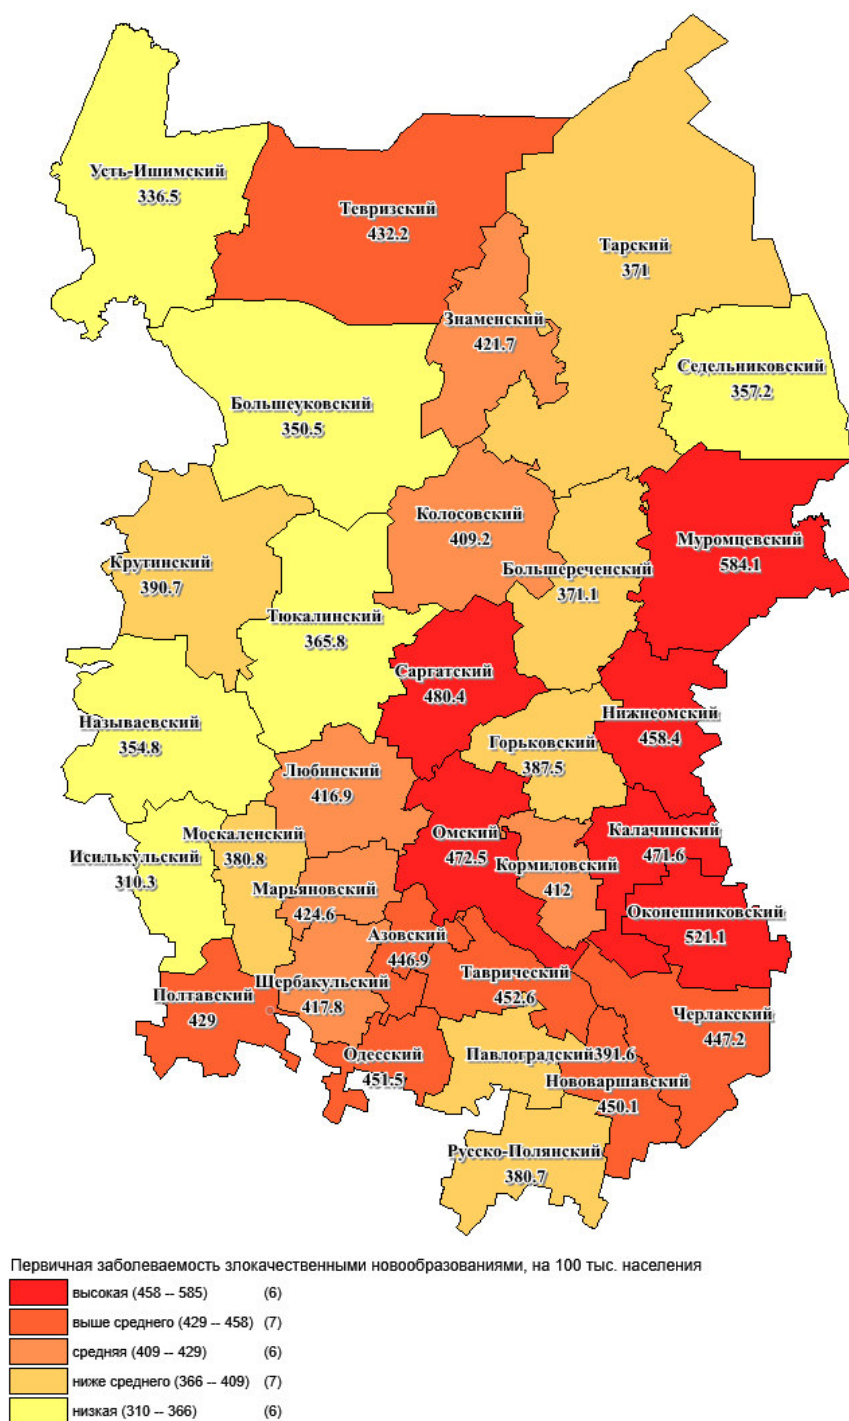 Усть-Ишимский
336.5
Тевризский
432.2
Тарский
371
Знаменский
421.7
Седельниковский
357.2
Большеуковский
350.5
Колосовский
409.2
Муромцевский
584.1
Крутинский
390.7
Большереченский
371.1
Тюкалинский
365.8
Саргатский
480.4
Нижнеомский
458.4
Называевский
354.8
Горьковский
387.5
Любинский
416.9
Москаленский
380.8
Омский
472.5
Калачинский
471.6
Исилькульский
310.3
Кормиловский
412
Марьяновский
424.6
Оконешниковский
521.1
Азовский
446.9
Таврический
452.6
Шербакульский
417.8
Полтавский
429
Черлакский
447.2
Одесский
451.5
Павлоградский391.6
Нововаршавский
450.1
Русско-Полянский
380.7
Первичная заболеваемость злокачественными новообразованиями, на 100 тыс. населения
высокая (458 -- 585) (6)
выше среднего (429 -- 458) (7)
средняя (409 -- 429) (6)
ниже среднего (366 -- 409) (7)
низкая (310 -- 366) (6)